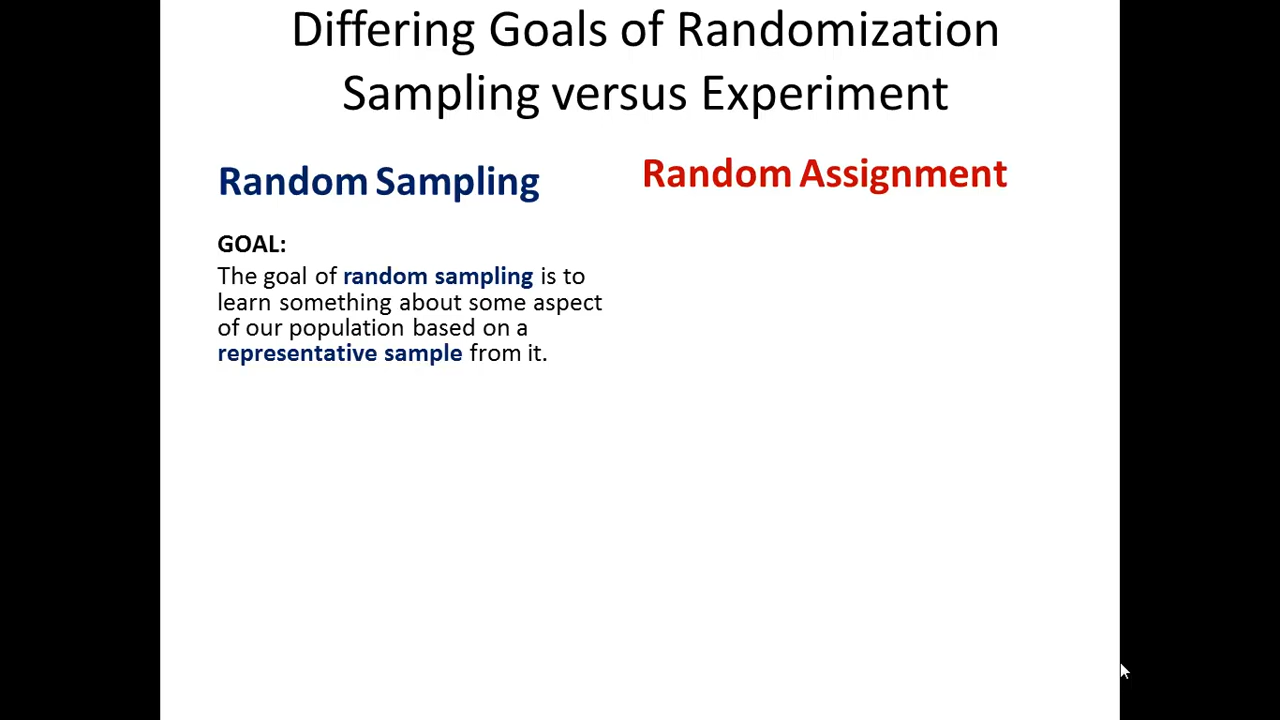 Differing Goals of Randomization
Sampling versus Experiment
Random Sampling
GOAL:
The goal of random sampling is to
learn something about some aspect
of our population based on a
representative sample from it.
Random Assignment